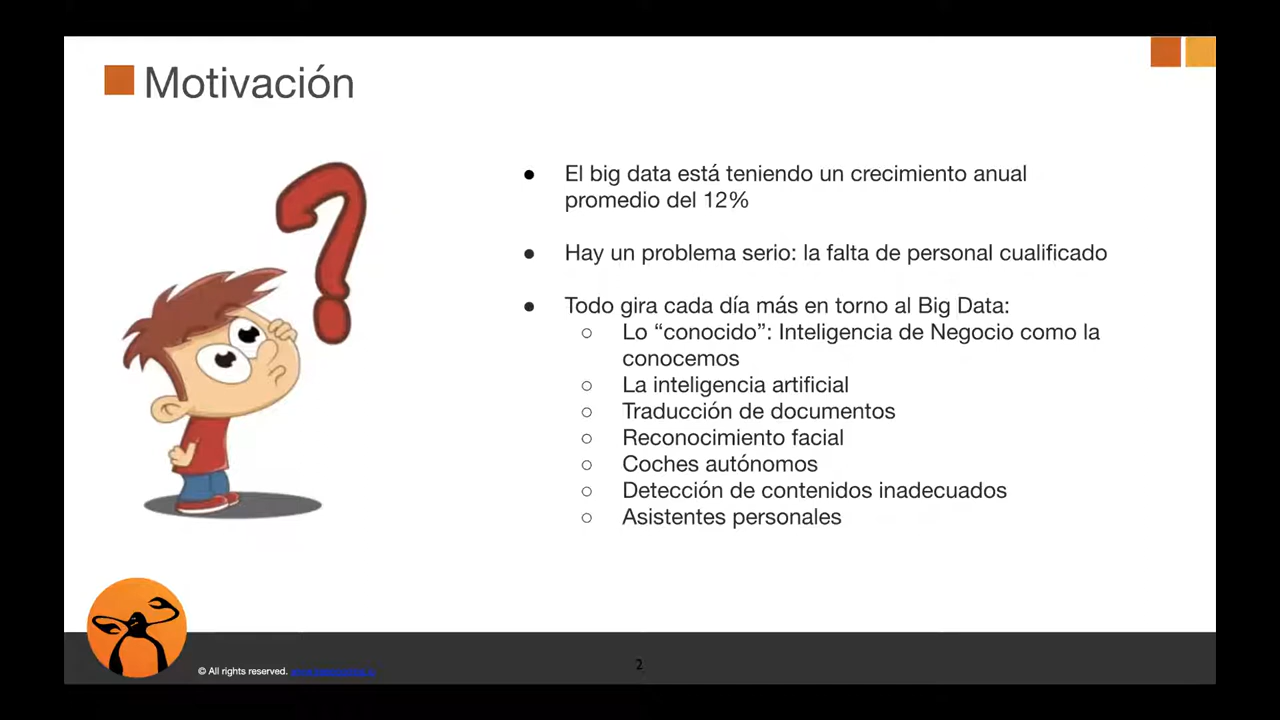 Motivación
● El big data está teniendo un crecimiento anual
promedio del 12%
● Hay un problema serio: la falta de personal cualificado
● Todo gira cada día más en torno al Big Data:
○ Lo “conocido”: Inteligencia de Negocio como la
conocemos
○ La inteligencia artificial
○ Traducción de documentos
○ Reconocimiento facial
○ Coches autónomos
○ Detección de contenidos inadecuados
○ Asistentes personales
© All rights reserved.
2